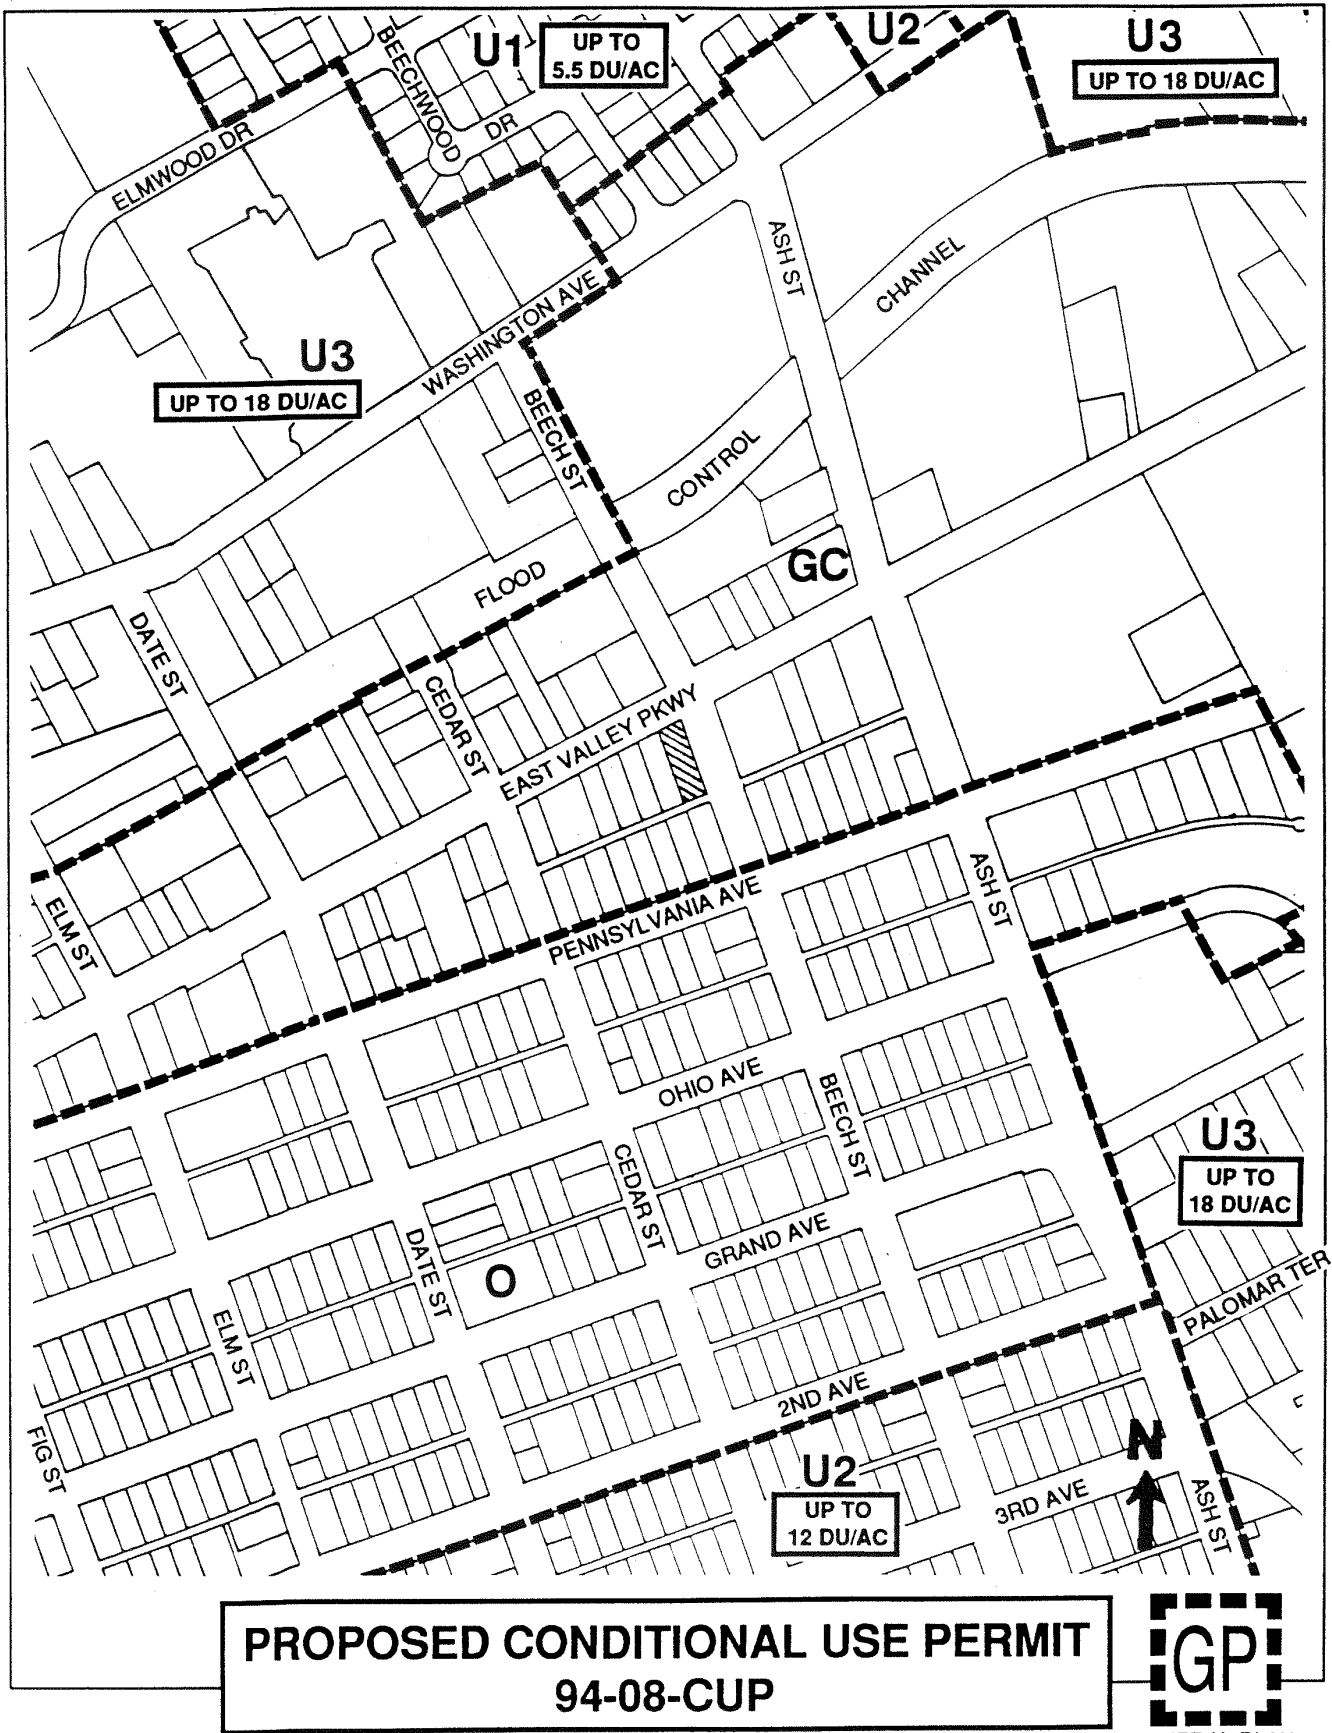 U1
UP TO
5.5 DU/AC
U2
U3
UP TO 18 DU/AC
BEECHWOOD
DR
ELMWOOD DR
ASH ST
CHANNEL
WASHINGTON AVE
U3
UP TO 18 DU/AC
BEECH ST
CONTROL
GC
FLOOD
DATE ST
CEDAR ST
EAST VALLEY PKWY
ELM ST
PENNSYLVANIA AVE
ASH ST
OHIO AVE
BEECH ST
U3
UP TO
18 DU/AC
CEDAR ST
GRAND AVE
DATE ST
O
PALOMAR TER
ELM ST
2ND AVE
FIG ST
U2
UP TO
12 DU/AC
3RD AVE
N
ASH ST
PROPOSED CONDITIONAL USE PERMIT
94-08-CUP
GP